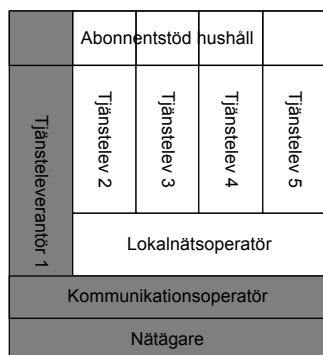 Abonnentstöd hushåll
Tjänsteleverantör 1
Tjänstelev 2
Tjänstelev 3
Tjänstelev 4
Tjänstelev 5
Lokalnätsoperatör
Kommunikationsoperatör
Nätägare